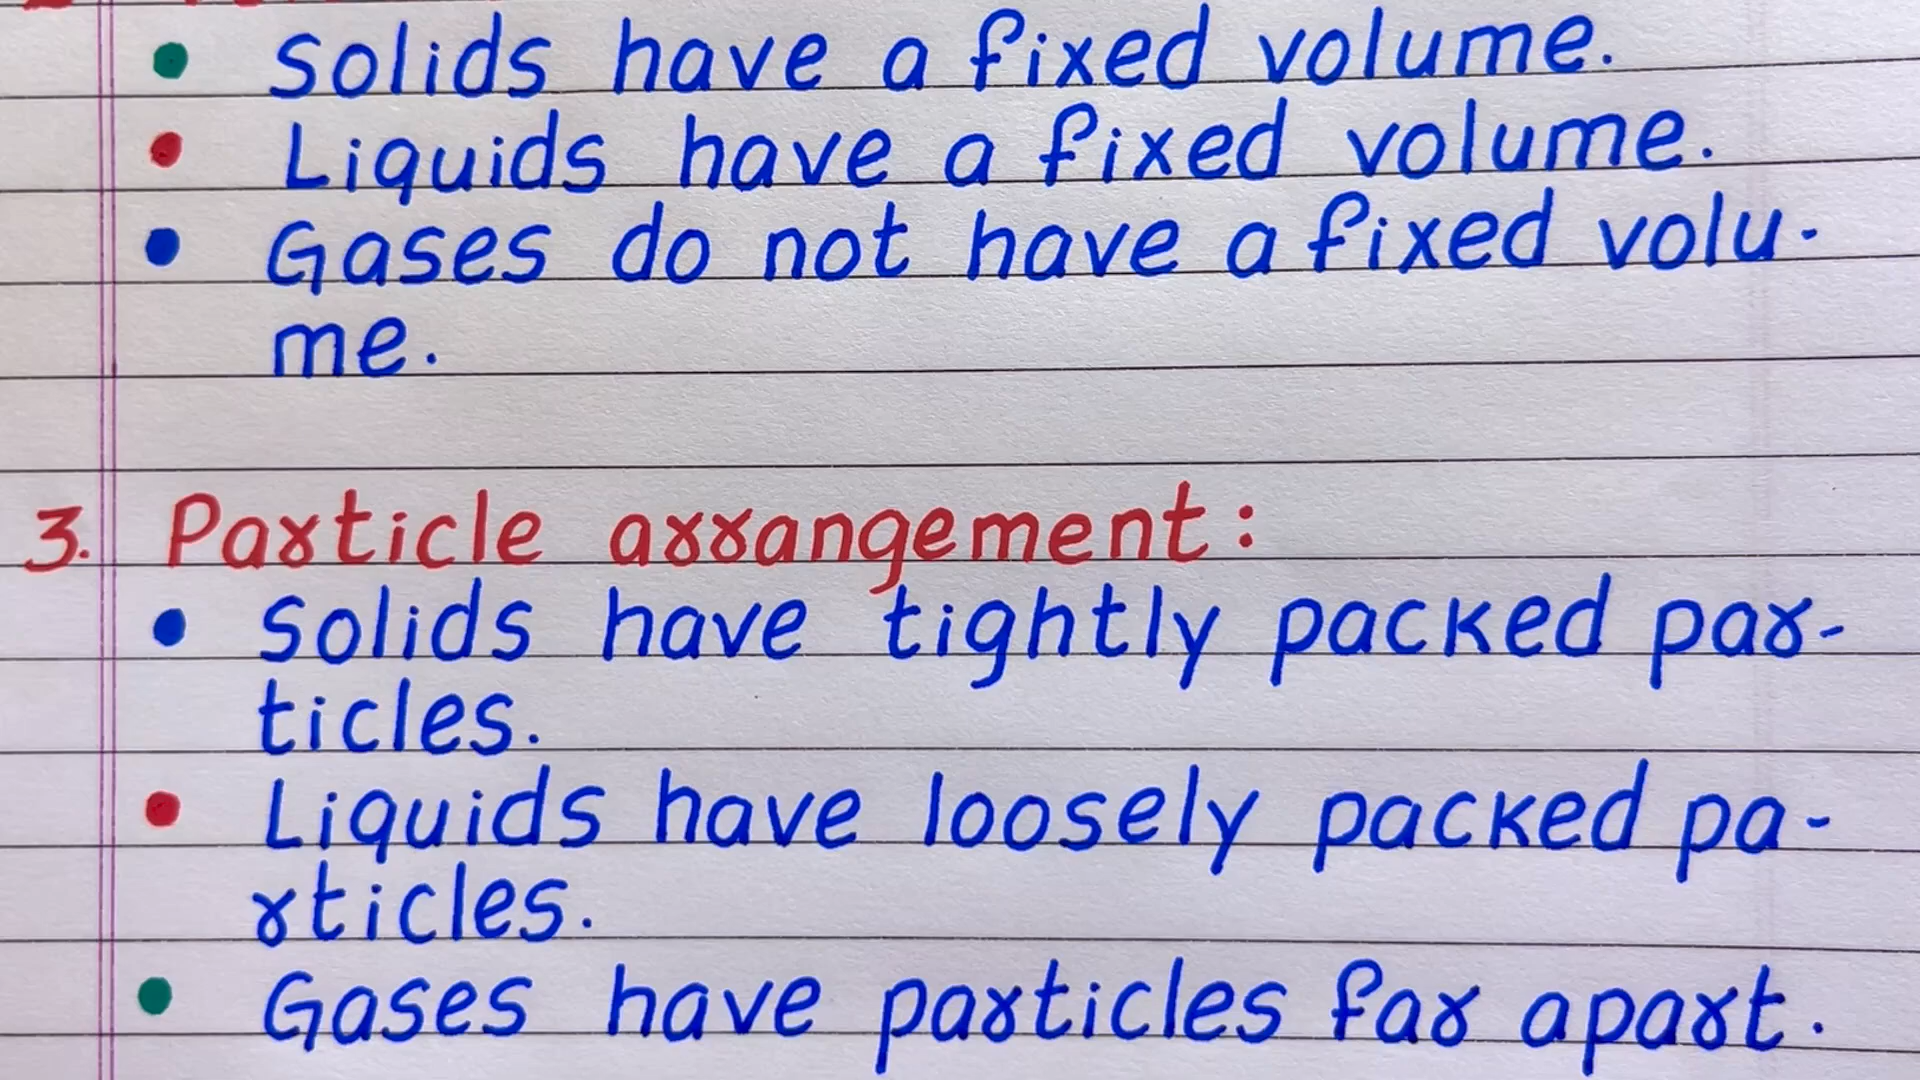 • Solids have a fixed volume.
• Liquids have a fixed volume.
• Gases do not have a fixed volu-
me.
3. Particle arrangement:
• Solids have tightly packed par-
ticles.
• Liquids have loosely packed pa-
rticles.
• Gases have particles far apart.